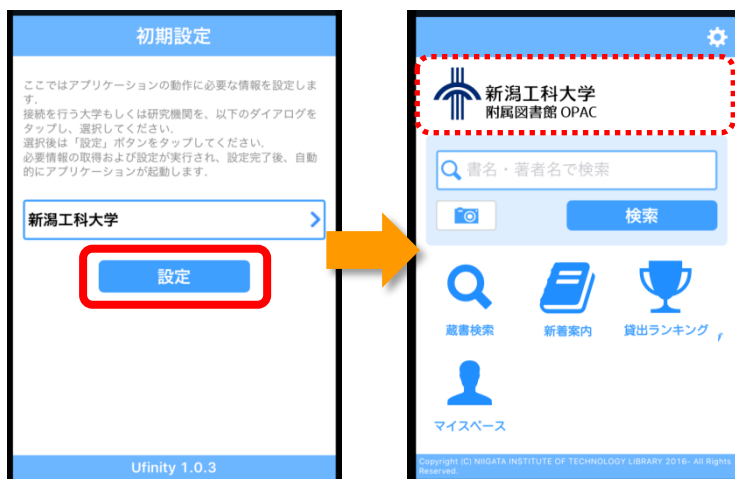 初期設定
ここではアプリケーションの動作に必要な情報を設定しま
す.
接続を行う大学もしくは研究機関を、以下のダイアログを
タップし、選択してください.
選択後は「設定」ボタンをタップしてください.
必要情報の取得および設定が実行され、設定完了後、自動
的にアプリケーションが起動します.
新潟工科大学
設定
Ufinity 1.0.3
新潟工科大学
附属図書館 OPAC
書名・著者名で検索
検索
蔵書検索
新着案内
貸出ランキング
マイスペース
Copyright (C) NIIGATA INSTITUTE OF TECHNOLOGY LIBRARY 2016- All Rights
Reserved.